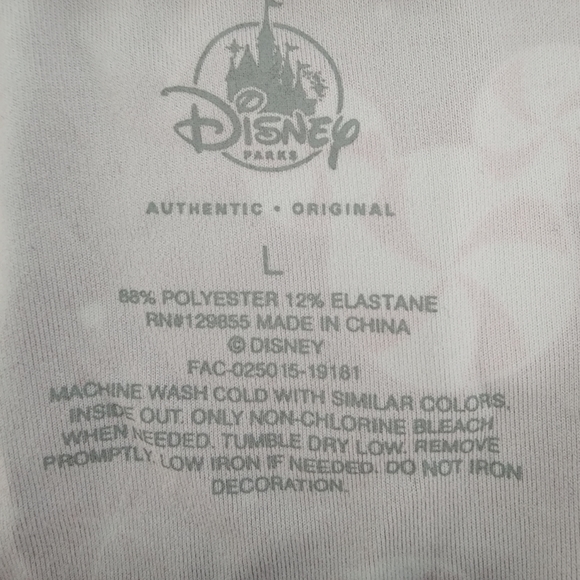 DISNEY
PARKS
AUTHENTIC • ORIGINAL
L
88% POLYESTER 12% ELASTANE
RN#129855 MADE IN CHINA
© DISNEY
FAC-025015-19161
MACHINE WASH COLD WITH SIMILAR COLORS,
INSIDE OUT. ONLY NON-CHLORINE BLEACH
WHEN NEEDED. TUMBLE DRY LOW. REMOVE
PROMPTLY. LOW IRON IF NEEDED. DO NOT IRON
DECORATION.